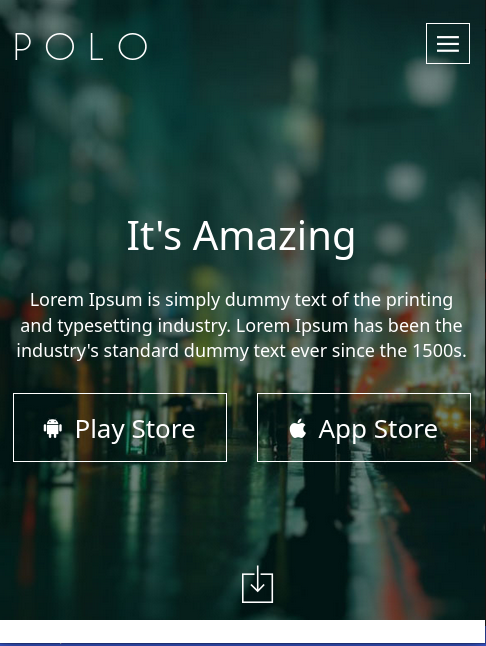 POLO
It's Amazing
Lorem Ipsum is simply dummy text of the printing
and typesetting industry. Lorem Ipsum has been the
industry's standard dummy text ever since the 1500s.
Play Store
App Store